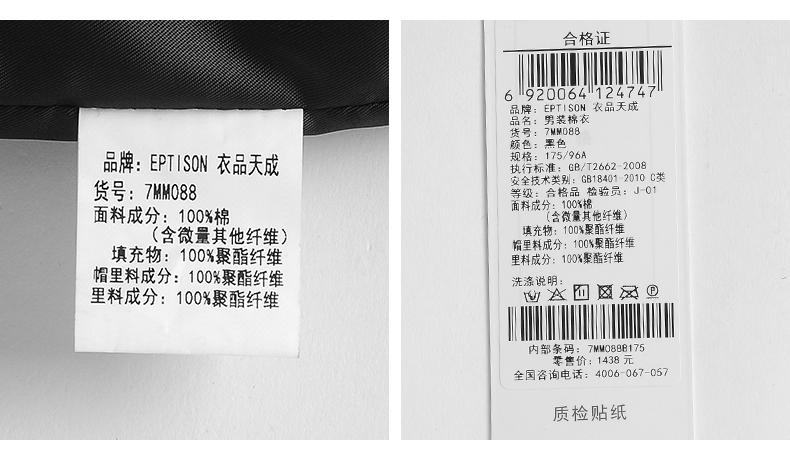 品牌: EPTISON 衣品天成
货号: 7MM088
面料成分: 100%棉
(含微量其他纤维)
填充物: 100%聚酯纤维
帽里料成分: 100%聚酯纤维
里料成分: 100%聚酯纤维
合格证
6 920064 124747
品牌: EPTISON 衣品天成
品名: 男装棉衣
货号: 7MM088
颜色: 黑色
规格: 175/96A
执行标准: GB/T2662-2008
安全技术类别: GB18401-2010 C类
等级: 合格品 检验员: J-01
面料成分: 100%棉
(含微量其他纤维)
填充物: 100%聚酯纤维
帽里料成分: 100%聚酯纤维
里料成分: 100%聚酯纤维
洗涤说明:
内部条码: 7MM088B175
零售价: 1438 元
全国咨询电话: 4006-067-057
质检贴纸